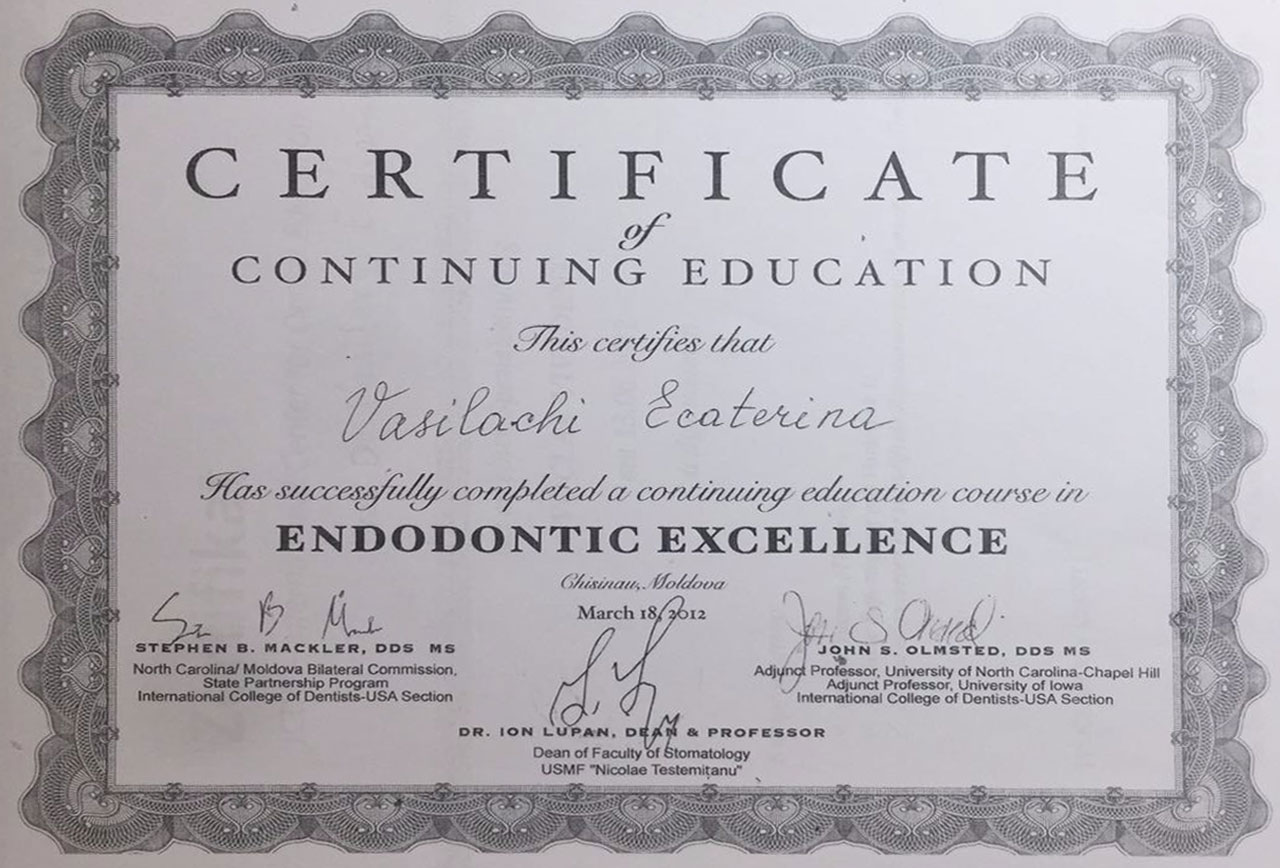 CERTIFICATE
of
CONTINUING EDUCATION
This certifies that
Vasilachi Ecaterina
Has successfully completed a continuing education course in
ENDODONTIC EXCELLENCE
Chisinau, Moldova
March 18, 2012
STEPHEN B. MACKLER, DDS MS
North Carolina/ Moldova Bilateral Commission,
State Partnership Program
International College of Dentists-USA Section
JOHN S. OLMSTED, DDS MS
Adjunct Professor, University of North Carolina-Chapel Hill
Adjunct Professor, University of Iowa
International College of Dentists-USA Section
DR. ION LUPAN, DEAN & PROFESSOR
Dean of Faculty of Stomatology
USMF "Nicolae Testemiţanu"